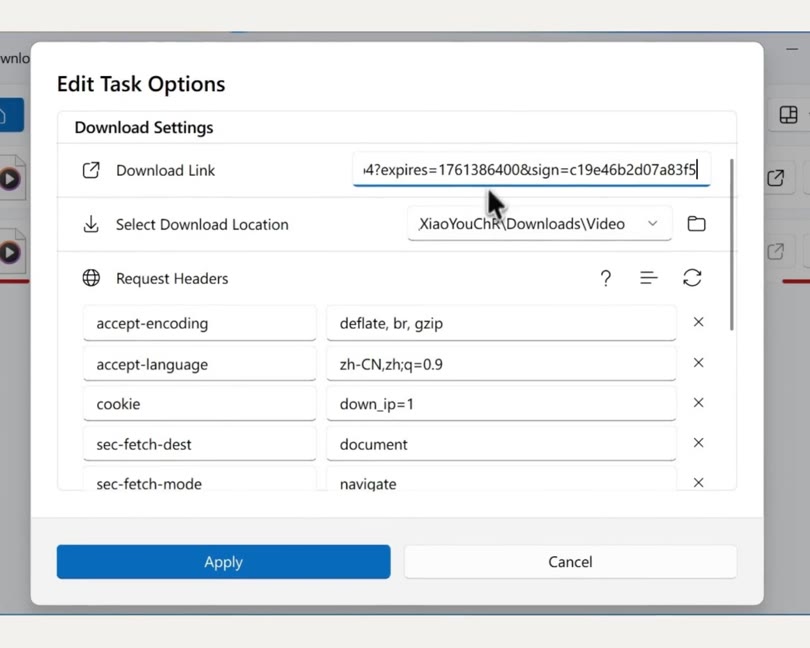 wnlo
Edit Task Options
Download Settings
Download Link
4?expires=1761386400&sign=c19e46b2d07a83f5
Select Download Location
XiaoYouChR\Downloads\Video
Request Headers
?
accept-encoding
deflate, br, gzip
accept-language
zh-CN,zh;q=0.9
cookie
down_ip=1
sec-fetch-dest
document
sec-fetch-mode
navigate
Apply
Cancel